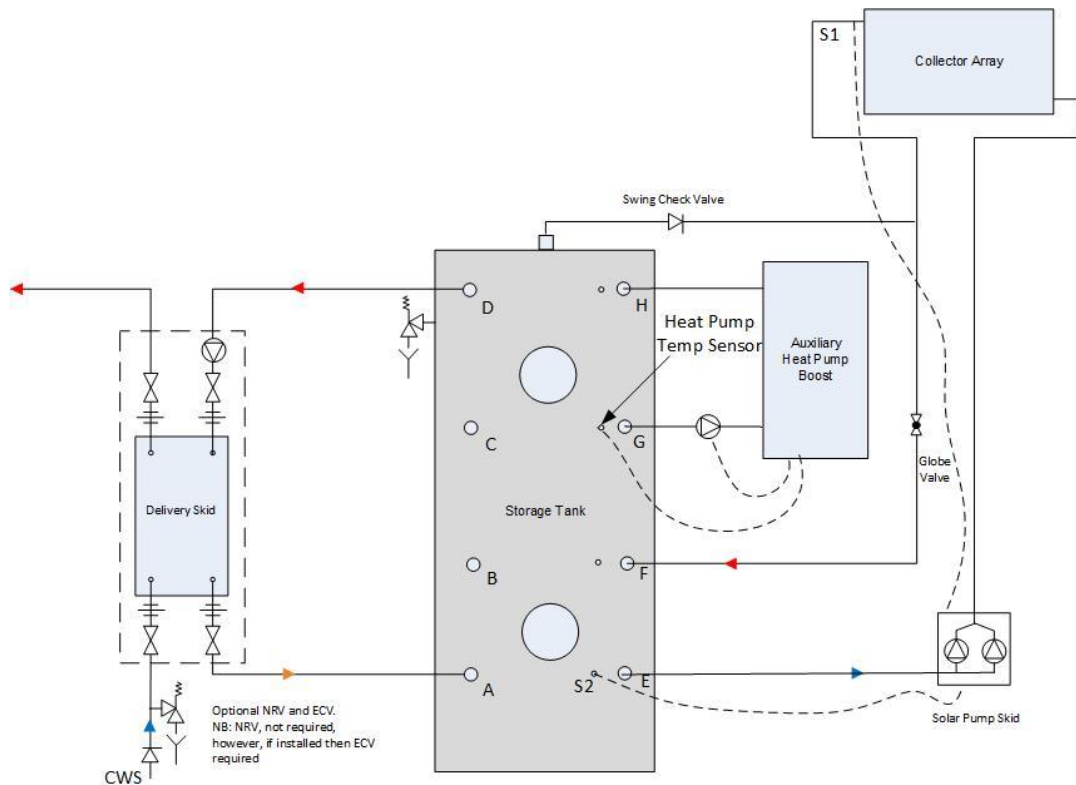 S1
Collector Array
Swing Check Valve
D
H
Heat Pump
Temp Sensor
Auxiliary
Heat Pump
Boost
C
G
Globe
Valve
Delivery Skid
Storage Tank
B
F
A
S2
E
Optional NRV and ECV.
NB: NRV, not required,
however, if installed then ECV
required
Solar Pump Skid
CWS